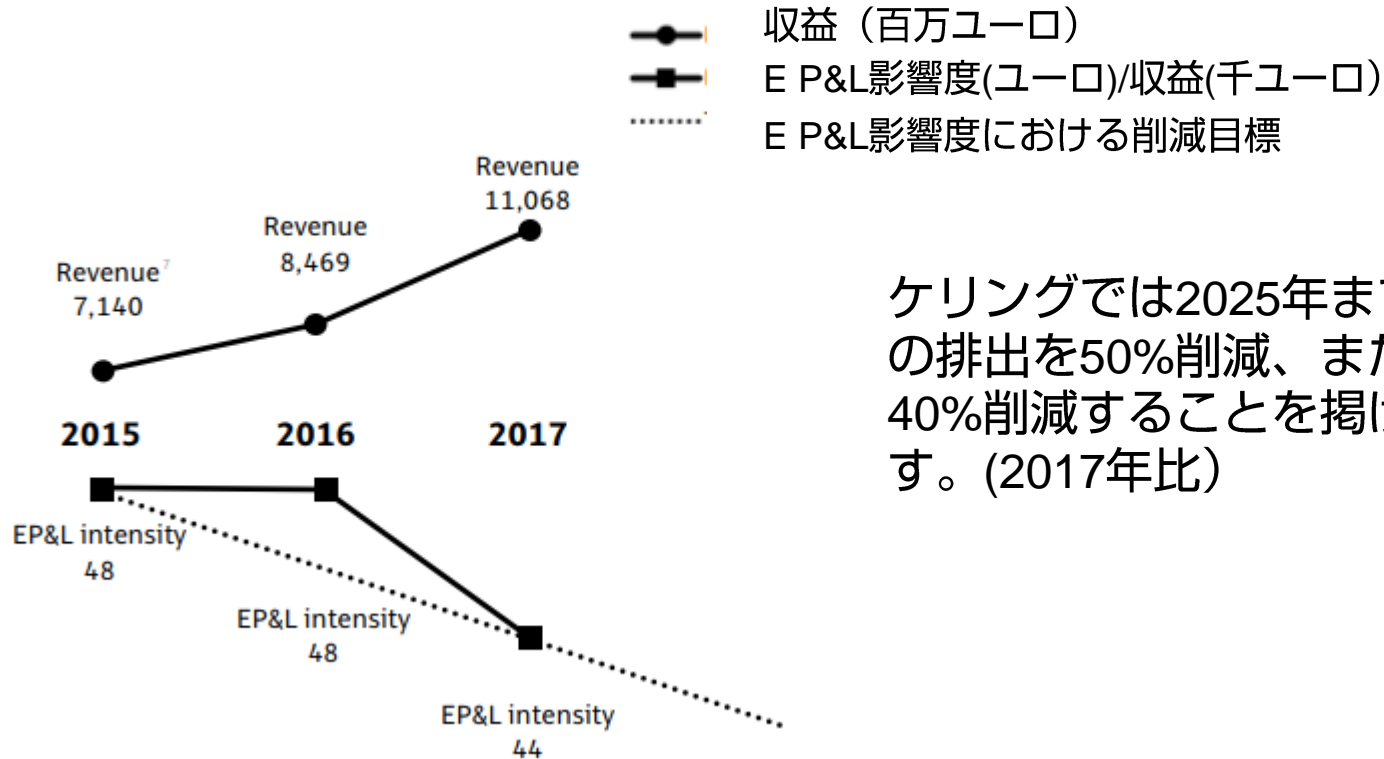 収益（百万ユーロ）
E P&L影響度(ユーロ)/収益(千ユーロ）
E P&L影響度における削減目標
Revenue
11,068
Revenue
8,469
Revenue⁷
7,140
2015 2016 2017
EP&L intensity
48
EP&L intensity
48
EP&L intensity
44
ケリングでは2025年ま
の排出を50%削減、ま
40%削減することを掲
す。(2017年比）